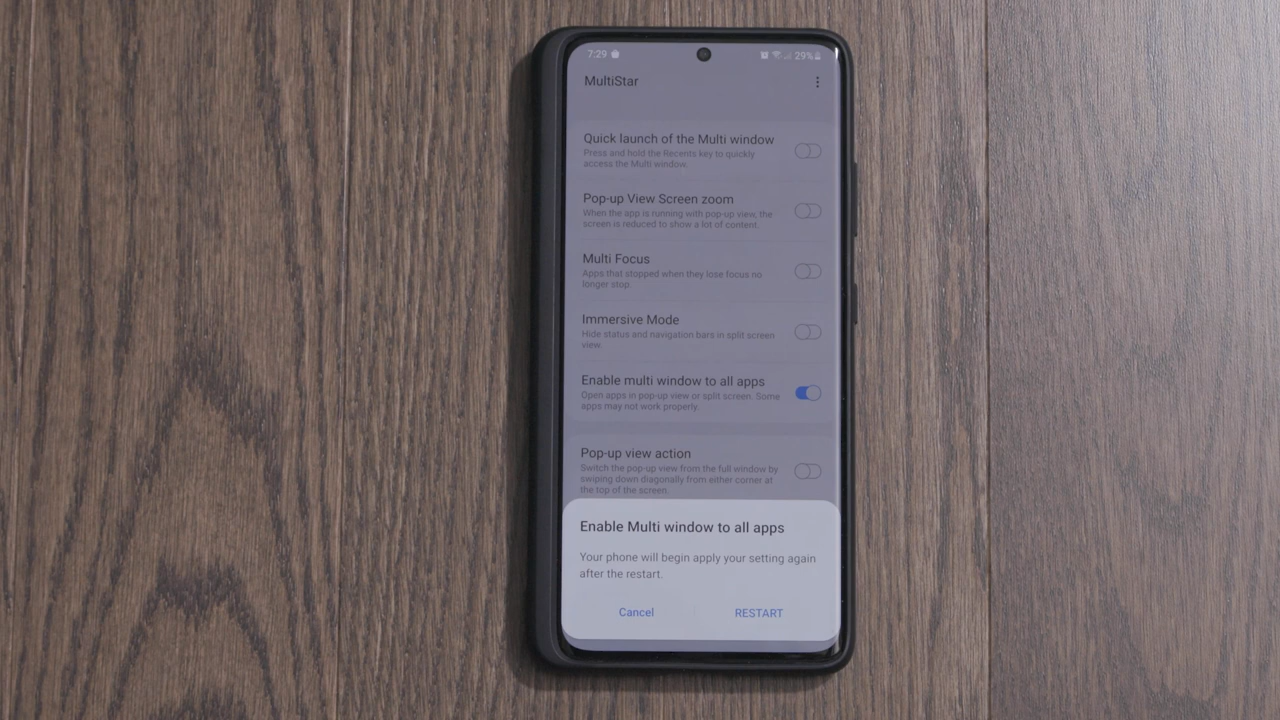 7:29
29%
MultiStar
Quick launch of the Multi window
Press and hold the Recents key to quickly
access the Multi window.
Pop-up View Screen zoom
When the app is running with pop-up view, the
screen is reduced to show a lot of content.
Multi Focus
Apps that stopped when they lose focus no
longer stop.
Immersive Mode
Hide status and navigation bars in split screen
view.
Enable multi window to all apps
Open apps in pop-up view or split screen. Some
apps may not work properly.
Pop-up view action
Switch the pop-up view from the full window by
swiping down diagonally from either corner at
the top of the screen.
Enable Multi window to all apps
Your phone will begin apply your setting again
after the restart.
Cancel
RESTART